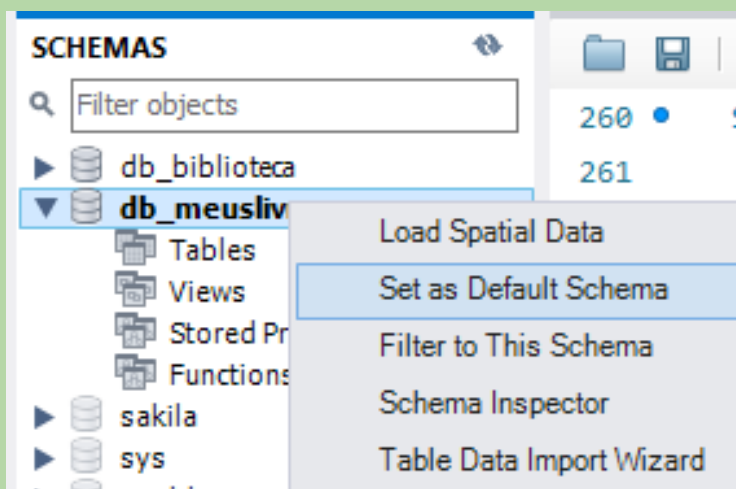 SCHEMAS
Filter objects
260
261
db_biblioteca
db_meusliv
Tables
Views
Stored Pr
Functions
sakila
sys
Load Spatial Data
Set as Default Schema
Filter to This Schema
Schema Inspector
Table Data Import Wizard